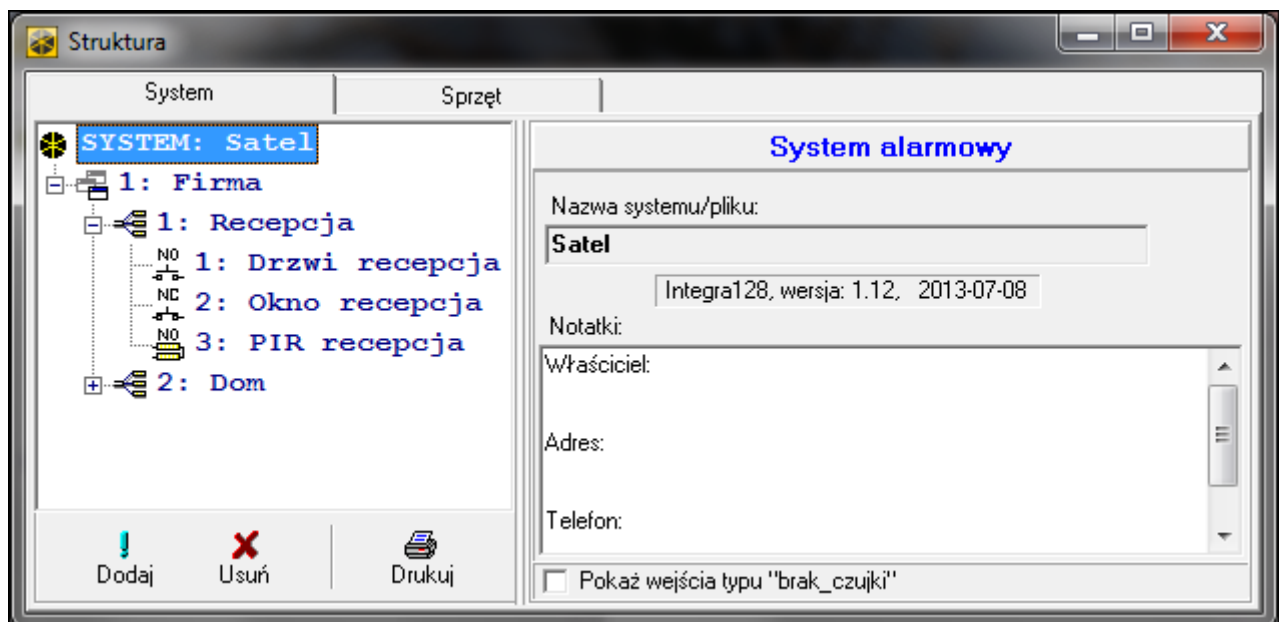 Struktura
System
Sprzęt
SYSTEM: Satel
1: Firma
1: Recepcja
NO
1: Drzwi recepcja
NC
2: Okno recepcja
NO
3: PIR recepcja
2: Dom
Dodaj
Usuń
Drukuj
System alarmowy
Nazwa systemu/pliku:
Satel
Integra128, wersja: 1.12, 2013-07-08
Notatki:
Właściciel:
Adres:
Telefon:
Pokaż wejścia typu "brak_czujki"